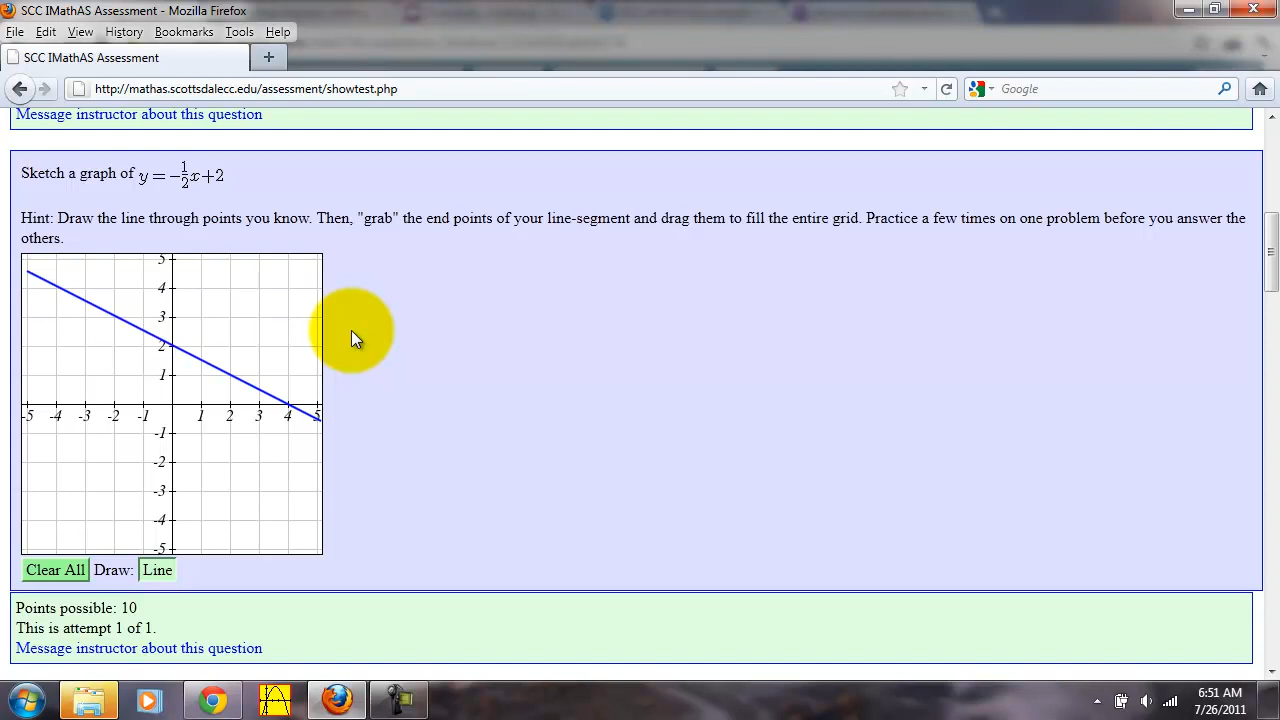 SCC IMathAS Assessment - Mozilla Firefox
File Edit View History Bookmarks Tools Help
SCC IMathAS Assessment
http://mathas.scottsdalecc.edu/assessment/showtest.php
Google
Message instructor about this question
Sketch a graph of y = -1/2x+2
Hint: Draw the line through points you know. Then, "grab" the end points of your line-segment and drag them to fill the entire grid. Practice a few times on one problem before you answer the
others.
5
4
3
2
1
-5 -4 -3 -2 -1 1 2 3 4 5
-1
-2
-3
-4
-5
Clear All Draw: Line
Points possible: 10
This is attempt 1 of 1.
Message instructor about this question
6:51 AM
7/26/2011